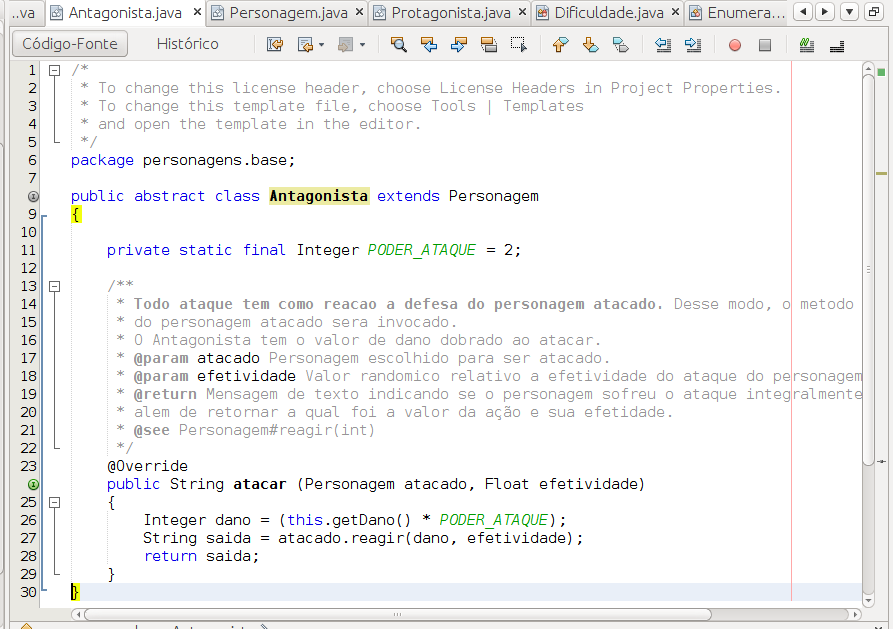 ..va Antagonista.java × Personagem.java × Protagonista.java × Dificuldade.java × Enumera...
Código-Fonte Histórico
1 /*
2 * To change this license header, choose License Headers in Project Properties.
3 * To change this template file, choose Tools | Templates
4 * and open the template in the editor.
5 */
6 package personagens.base;
7
public abstract class Antagonista extends Personagem
9 {
10
11 private static final Integer PODER_ATAQUE = 2;
12
13 /**
14 * Todo ataque tem como reacao a defesa do personagem atacado. Desse modo, o metodo
15 * do personagem atacado sera invocado.
16 * O Antagonista tem o valor de dano dobrado ao atacar.
17 * @param atacado Personagem escolhido para ser atacado.
18 * @param efetividade Valor randomico relativo a efetividade do ataque do personagem
19 * @return Mensagem de texto indicando se o personagem sofreu o ataque integralmente
20 * alem de retornar a qual foi a valor da ação e sua efetidade.
21 * @see Personagem#reagir(int)
22 */
23 @Override
public String atacar (Personagem atacado, Float efetividade)
25 {
26 Integer dano = (this.getDano() * PODER_ATAQUE);
27 String saida = atacado.reagir(dano, efetividade);
28 return saida;
29 }
30 }